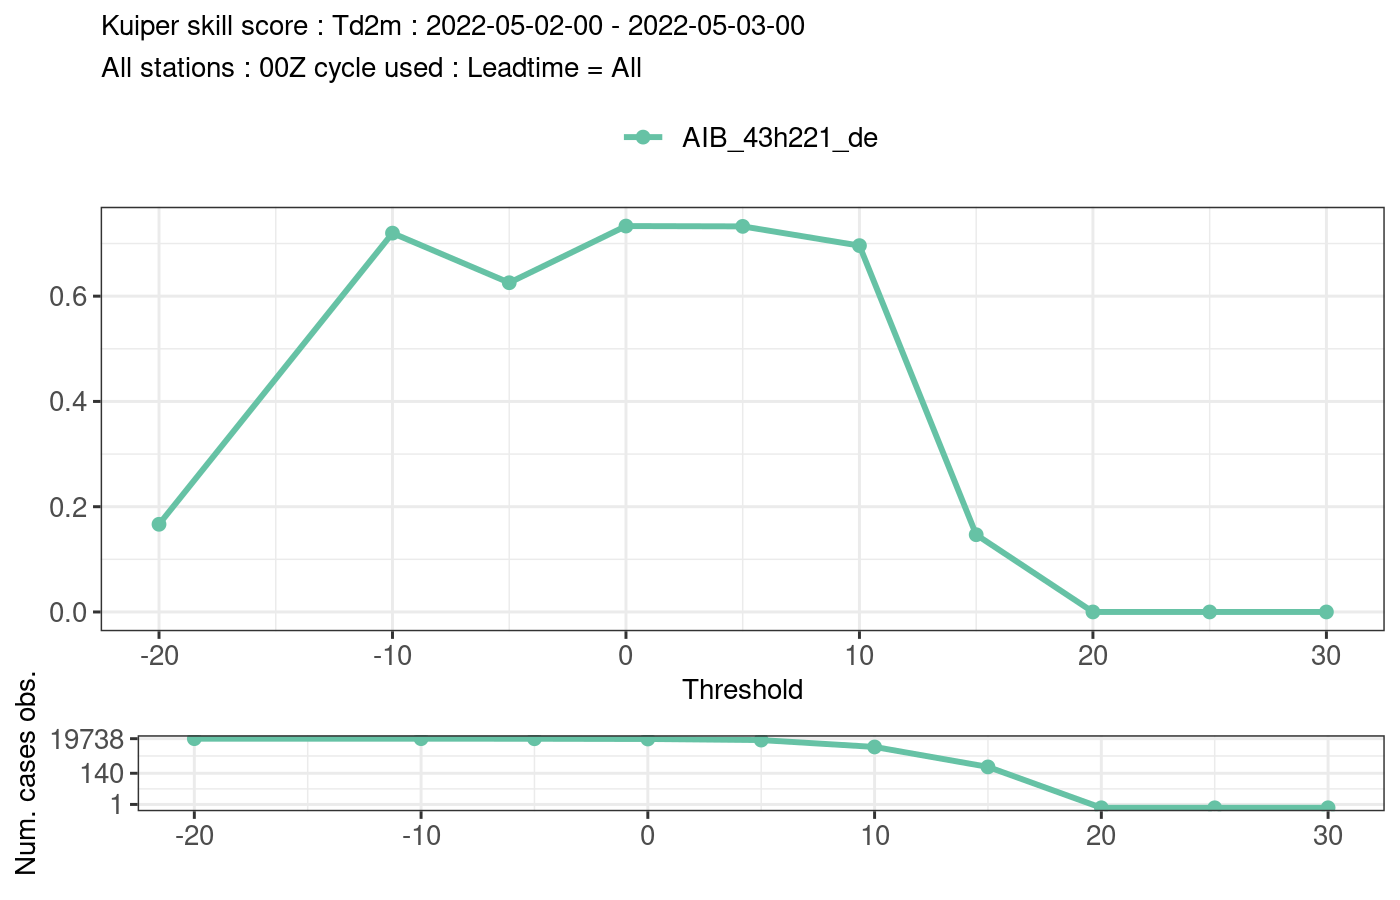 Kuiper skill score : Td2m : 2022-05-02-00 - 2022-05-03-00
All stations : 00Z cycle used : Leadtime = All
AIB_43h221_de
0.6
0.4
0.2
0.0
-20 -10 0 10 20 30
Threshold
Num. cases obs.
19738
140
1
-20 -10 0 10 20 30